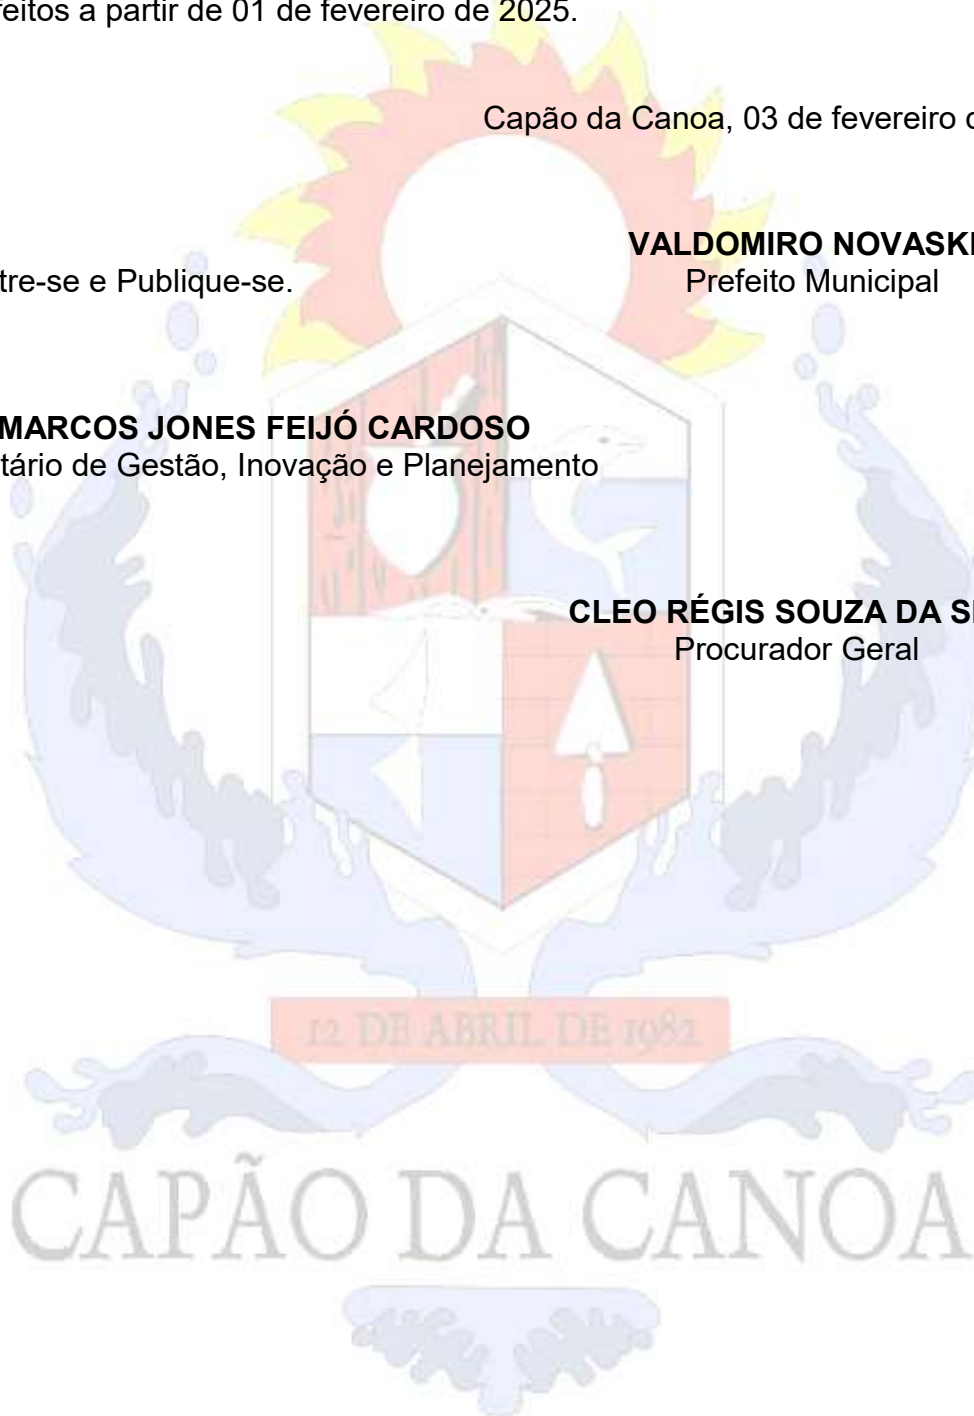 feitos a partir de 01 de fevereiro de 2025.
Capão da Canoa, 03 de fevereiro d
VALDOMIRO NOVASKI
Prefeito Municipal
tre-se e Publique-se.
MARCOS JONES FEIJÓ CARDOSO
tário de Gestão, Inovação e Planejamento
CLEO RÉGIS SOUZA DA SI
Procurador Geral
12 DE ABRIL DE 1982
CAPÃO DA CANOA